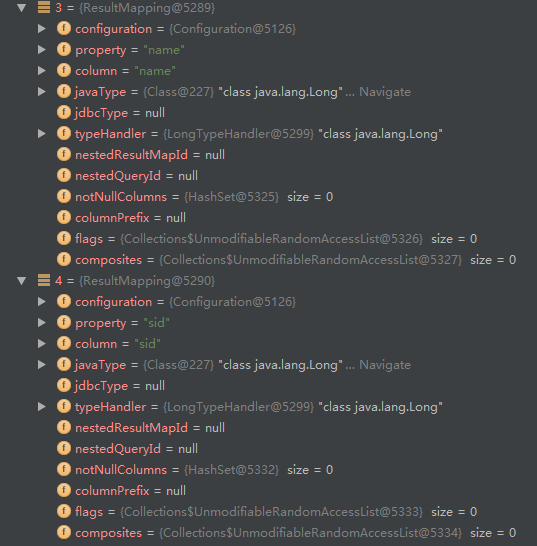 3 = {ResultMapping@5289}
f configuration = {Configuration@5126}
f property = "name"
f column = "name"
f javaType = {Class@227} "class java.lang.Long"... Navigate
f jdbcType = null
f typeHandler = {LongTypeHandler@5299} "class java.lang.Long"
f nestedResultMapId = null
f nestedQueryId = null
f notNullColumns = {HashSet@5325} size = 0
f columnPrefix = null
f flags = {Collections$UnmodifiableRandomAccessList@5326} size = 0
f composites = {Collections$UnmodifiableRandomAccessList@5327} size = 0
4 = {ResultMapping@5290}
f configuration = {Configuration@5126}
f property = "sid"
f column = "sid"
f javaType = {Class@227} "class java.lang.Long"... Navigate
f jdbcType = null
f typeHandler = {LongTypeHandler@5299} "class java.lang.Long"
f nestedResultMapId = null
f nestedQueryId = null
f notNullColumns = {HashSet@5332} size = 0
f columnPrefix = null
f flags = {Collections$UnmodifiableRandomAccessList@5333} size = 0
f composites = {Collections$UnmodifiableRandomAccessList@5334} size = 0